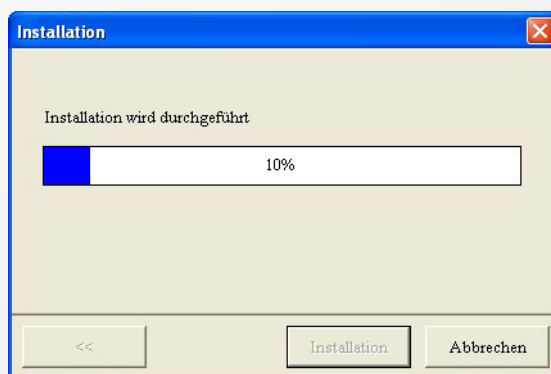 Installation
Installation wird durchgeführt
10%
<<
Installation
Abbrechen